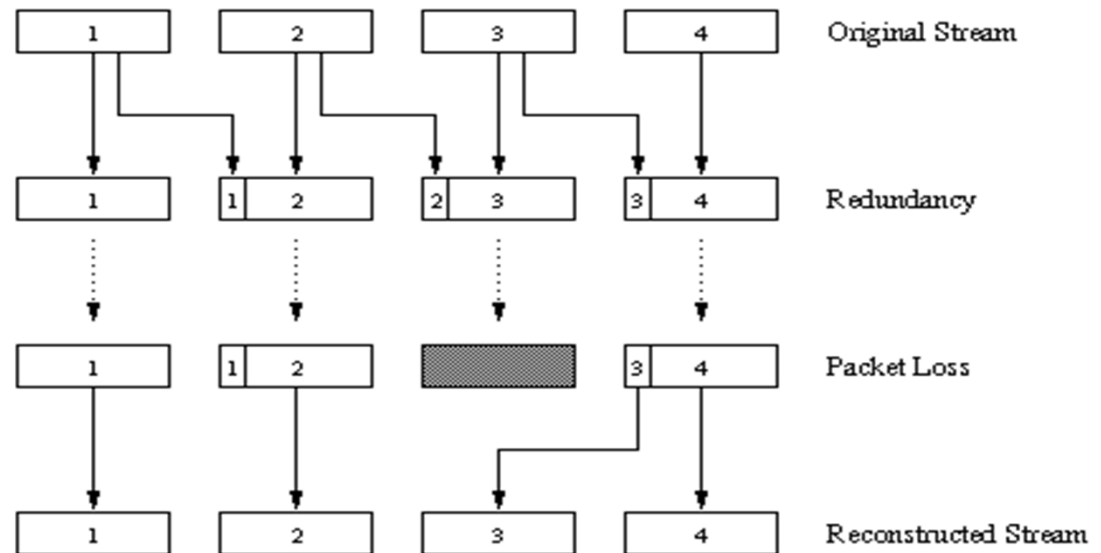 1 2 3 4 Original Stream
1 1 2 2 3 3 4 Redundancy
1 1 2 3 4 Packet Loss
1 2 3 4 Reconstructed Stream